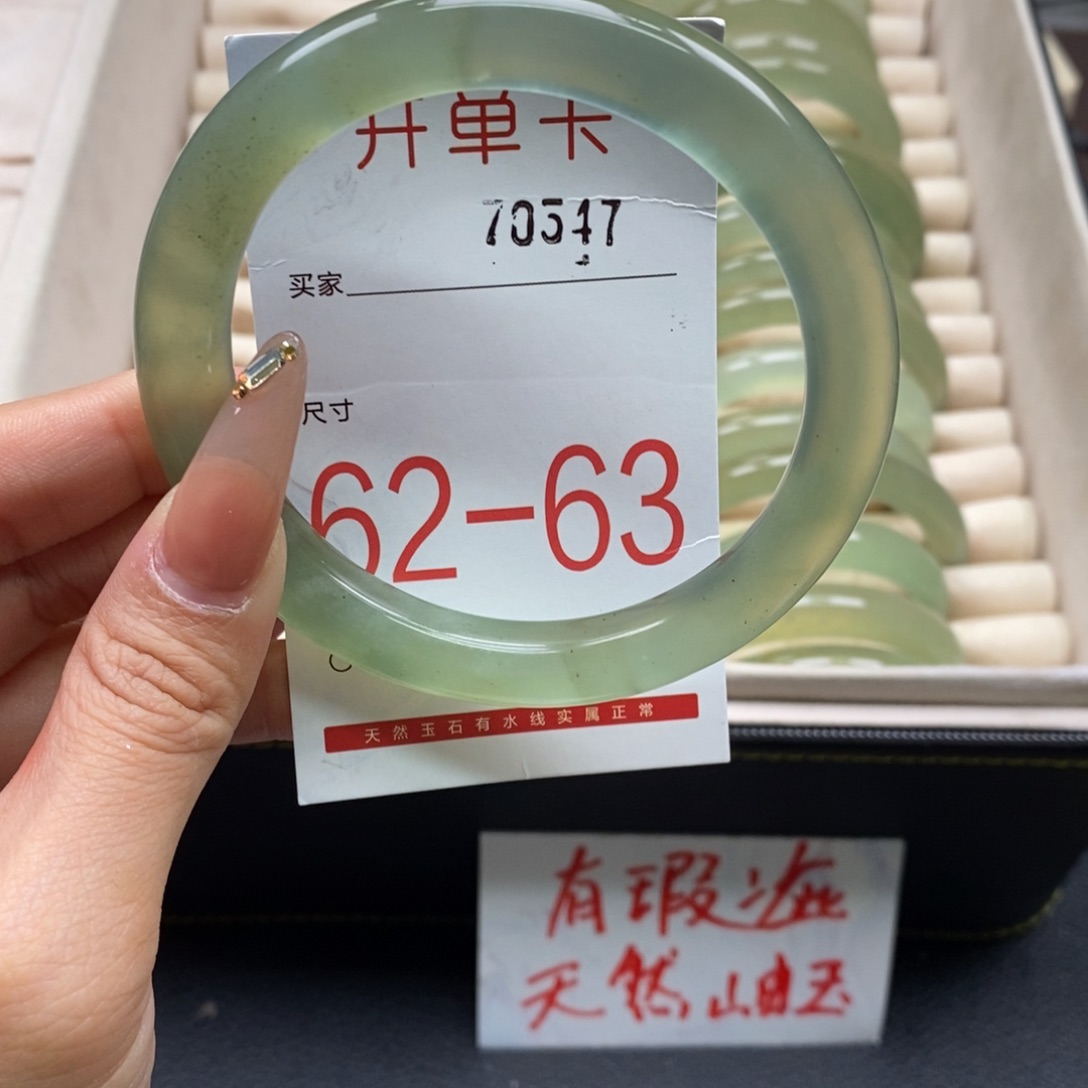 开单卡
70547
买家
尺寸
62-63
天然玉石有水线实属正常
有瑕疵
天然岫玉